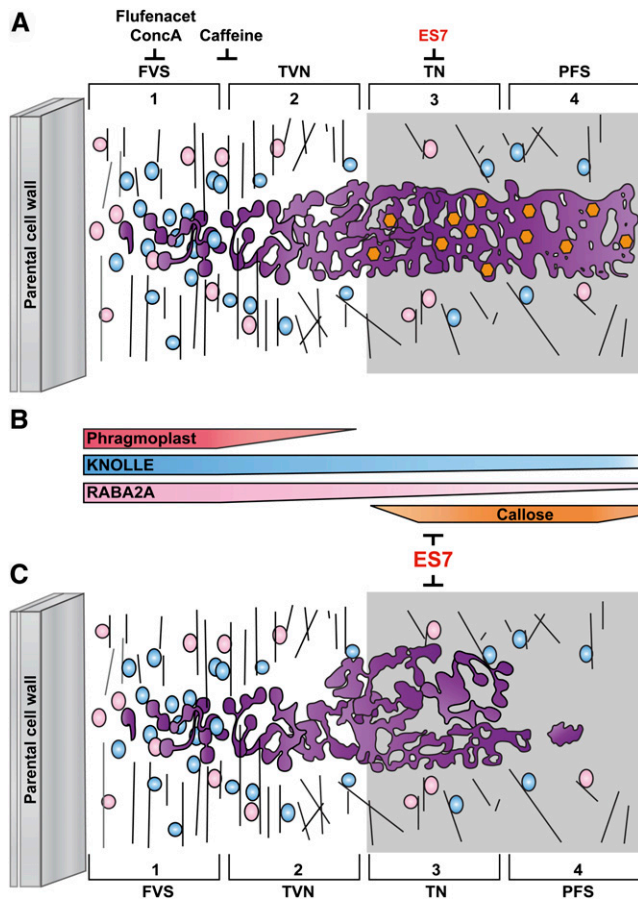 A
Flufenacet
ConcA Caffeine ES7
FVS TVN TN PFS
1 2 3 4
Parental cell wall
B
Phragmoplast
KNOLLE
RABA2A
Callose
ES7
C
Parental cell wall
1 2 3 4
FVS TVN TN PFS